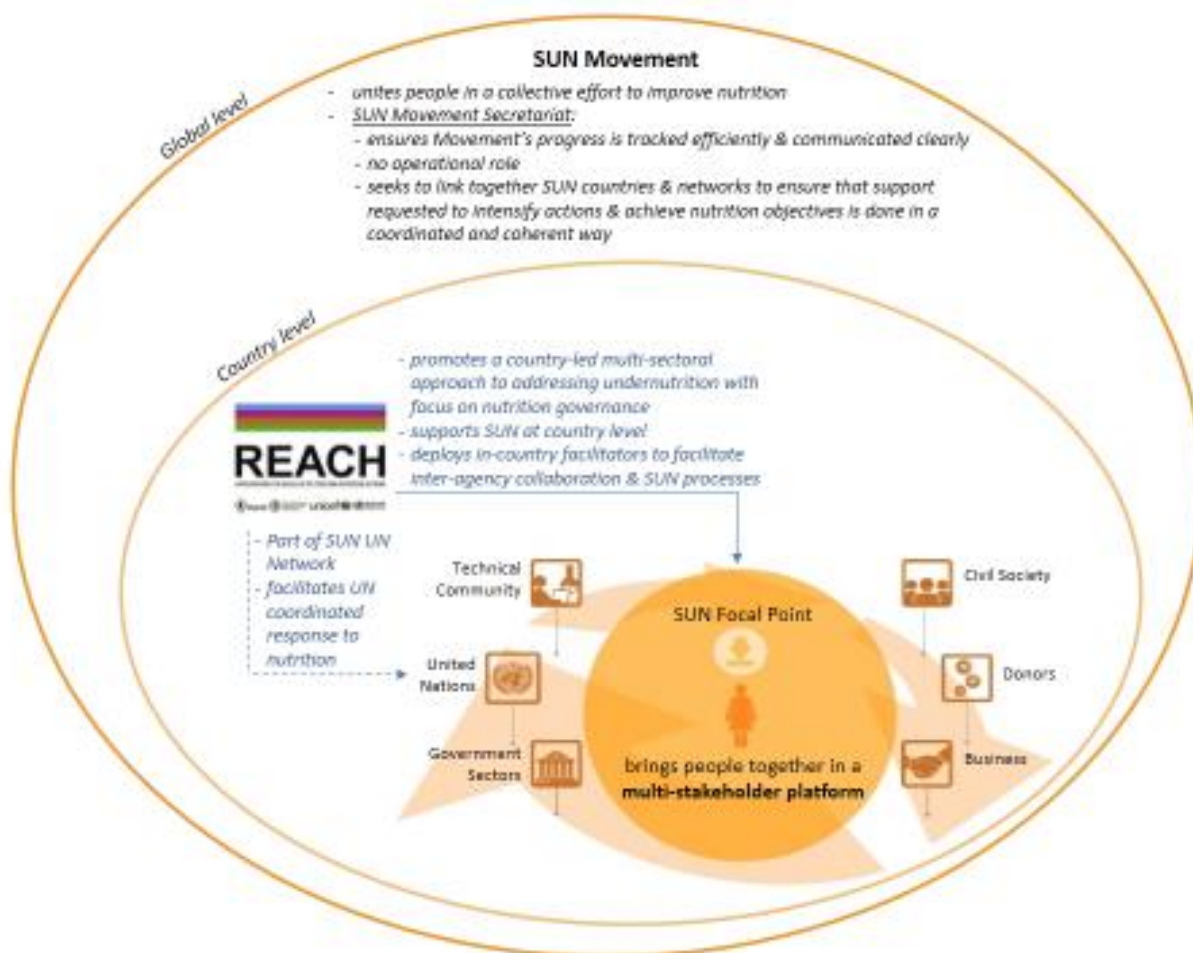 SUN Movement
- unites people in a collective effort to improve nutrition
- SUN Movement Secretariat:
- ensures Movement's progress is tracked efficiently & communicated clearly
- no operational role
- seeks to link together SUN countries & networks to ensure that support
requested to intensify actions & achieve nutrition objectives is done in a
coordinated and coherent way
Global level
Country level
- promotes a country-led multi-sectoral
approach to addressing undernutrition with
focus on nutrition governance
- supports SUN at country level
- deploys in-country facilitators to facilitate
inter-agency collaboration & SUN processes
REACH
unicef
- Part of SUN UN
Network
- facilitates UN
coordinated
response to
nutrition
Technical
Community
United
Nations
Government
Sectors
SUN Focal Point
brings people together in a
multi-stakeholder platform
Civil Society
Donors
Business